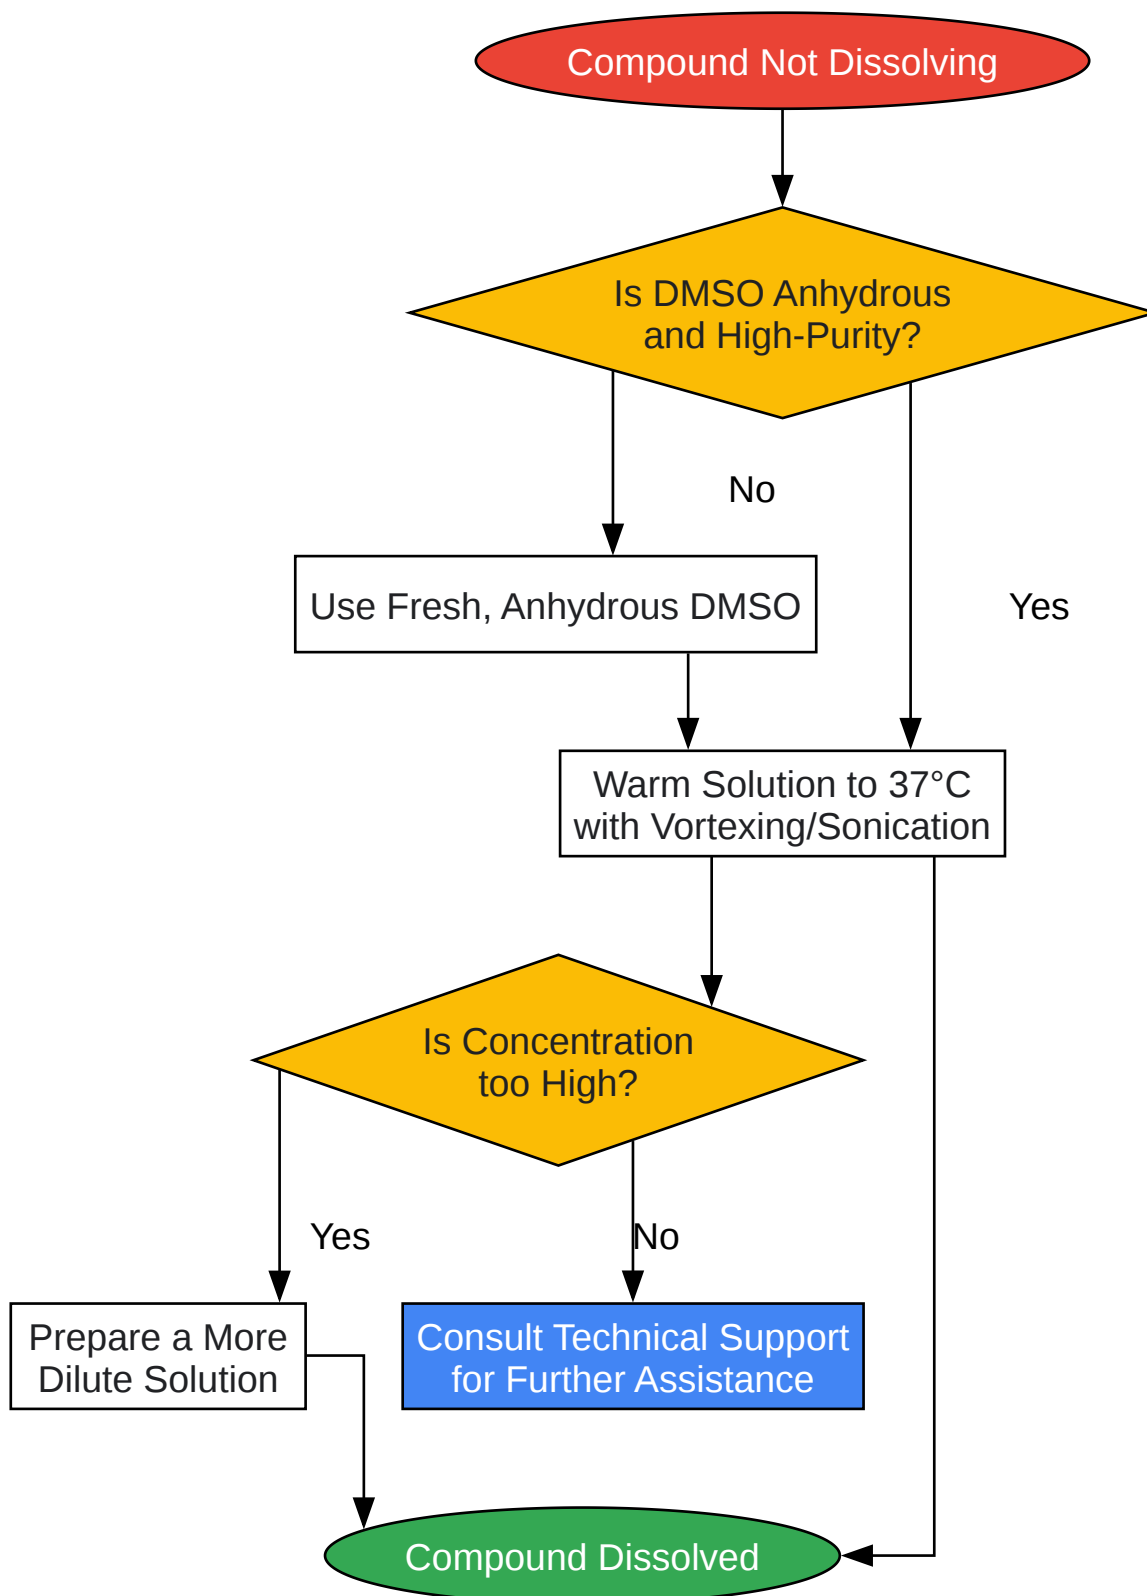 Compound Not Dissolving
Is DMSO Anhydrous
and High-Purity?
No
Use Fresh, Anhydrous DMSO
Yes
Warm Solution to 37°C
with Vortexing/Sonication
Is Concentration
too High?
Yes
No
Prepare a More
Dilute Solution
Consult Technical Support
for Further Assistance
Compound Dissolved